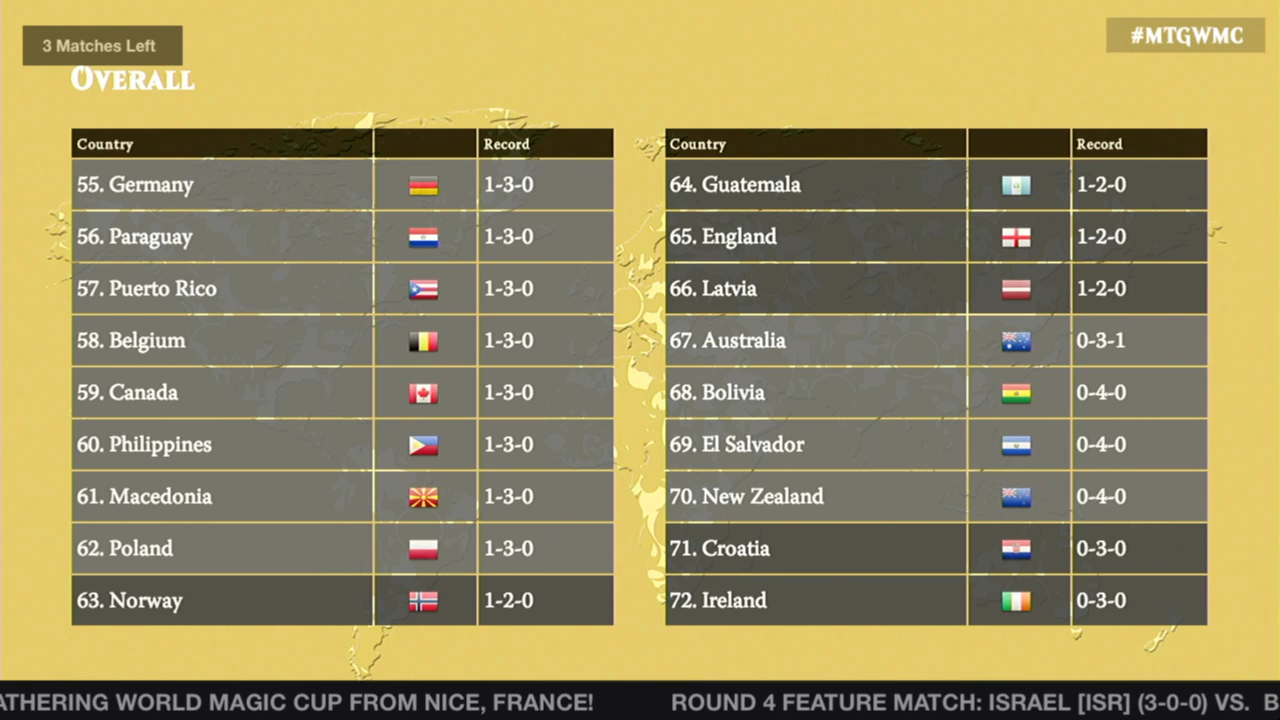 3 Matches Left
#MTGWMC
OVERALL
Country Record
55. Germany 1-3-0
56. Paraguay 1-3-0
57. Puerto Rico 1-3-0
58. Belgium 1-3-0
59. Canada 1-3-0
60. Philippines 1-3-0
61. Macedonia 1-3-0
62. Poland 1-3-0
63. Norway 1-2-0
Country Record
64. Guatemala 1-2-0
65. England 1-2-0
66. Latvia 1-2-0
67. Australia 0-3-1
68. Bolivia 0-4-0
69. El Salvador 0-4-0
70. New Zealand 0-4-0
71. Croatia 0-3-0
72. Ireland 0-3-0
ATHERING WORLD MAGIC CUP FROM NICE, FRANCE! ROUND 4 FEATURE MATCH: ISRAEL [ISR] (3-0-0) VS. B